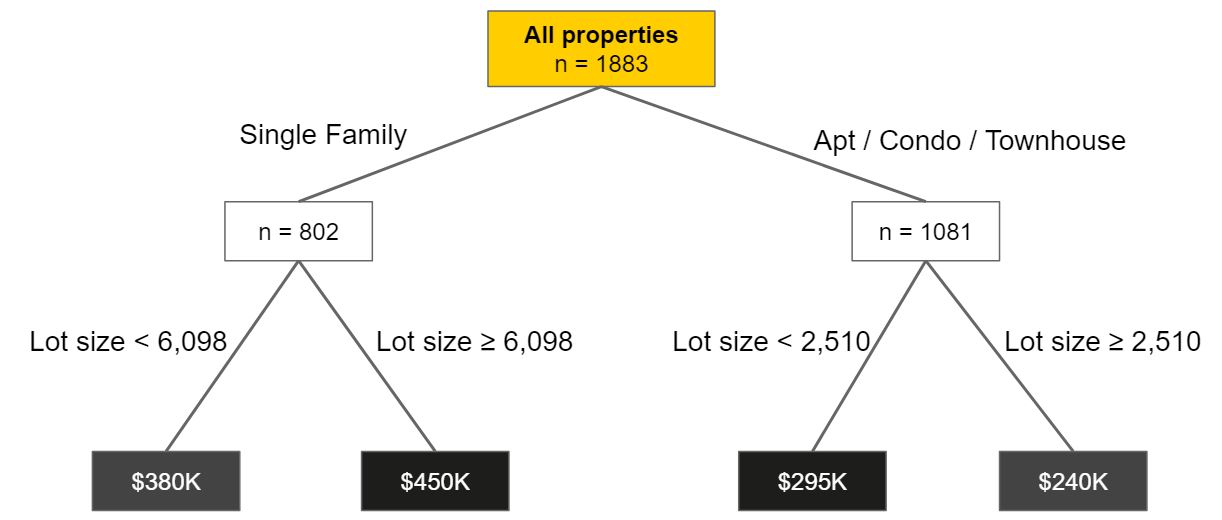 All properties
n = 1883
Single Family
Apt / Condo / Townhouse
n = 802
n = 1081
Lot size < 6,098
Lot size ≥ 6,098
Lot size < 2,510
Lot size ≥ 2,510
$380K
$450K
$295K
$240K